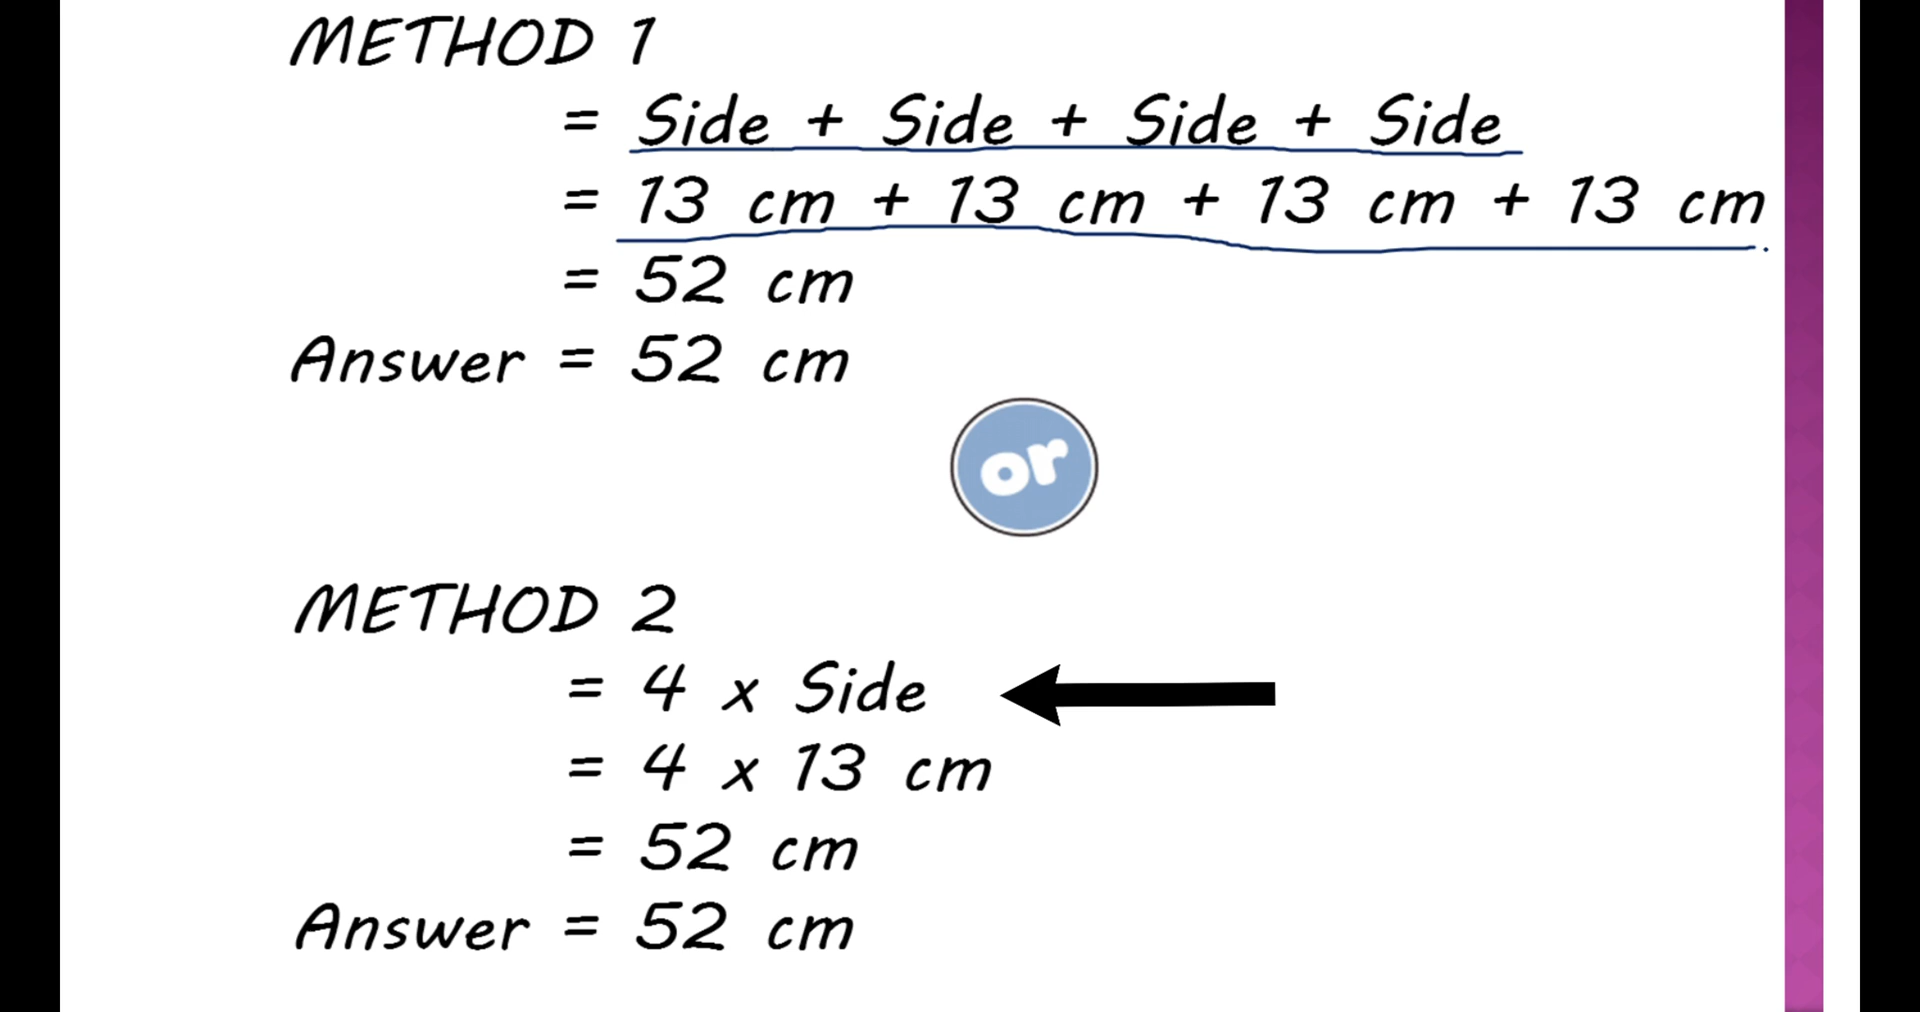 METHOD 1
= Side + Side + Side + Side
= 13 cm + 13 cm + 13 cm + 13 cm
= 52 cm
Answer = 52 cm
or
METHOD 2
= 4 x Side
= 4 x 13 cm
= 52 cm
Answer = 52 cm